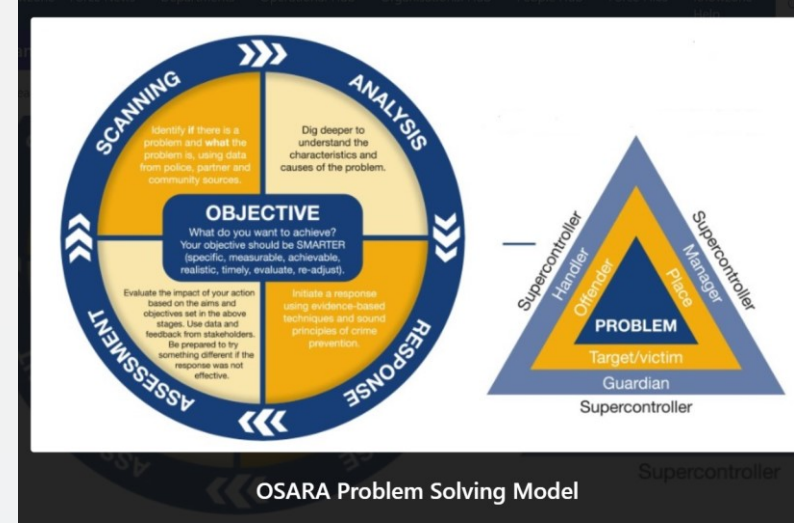 Help
SCANNING
ANALYSIS
Identify if there is a
problem and what the
problem is, using data
from police, partner and
community sources.
Dig deeper to
understand the
characteristics and
causes of the problem.
OBJECTIVE
What do you want to achieve?
Your objective should be SMARTER
(specific, measurable, achievable,
realistic, timely, evaluate, re-adjust).
Evaluate the impact of your action
based on the aims and
objectives set in the above
stages. Use data and
feedback from stakeholders.
Be prepared to try
something different if the
response was not
effective.
Initiate a response
using evidence-based
techniques and sound
principles of crime
prevention.
ASSESSMENT
RESPONSE
Supercontroller
Handler
Offender
Supercontroller
Manager
Place
PROBLEM
Target/victim
Guardian
Supercontroller
Supercontroller
OSARA Problem Solving Model